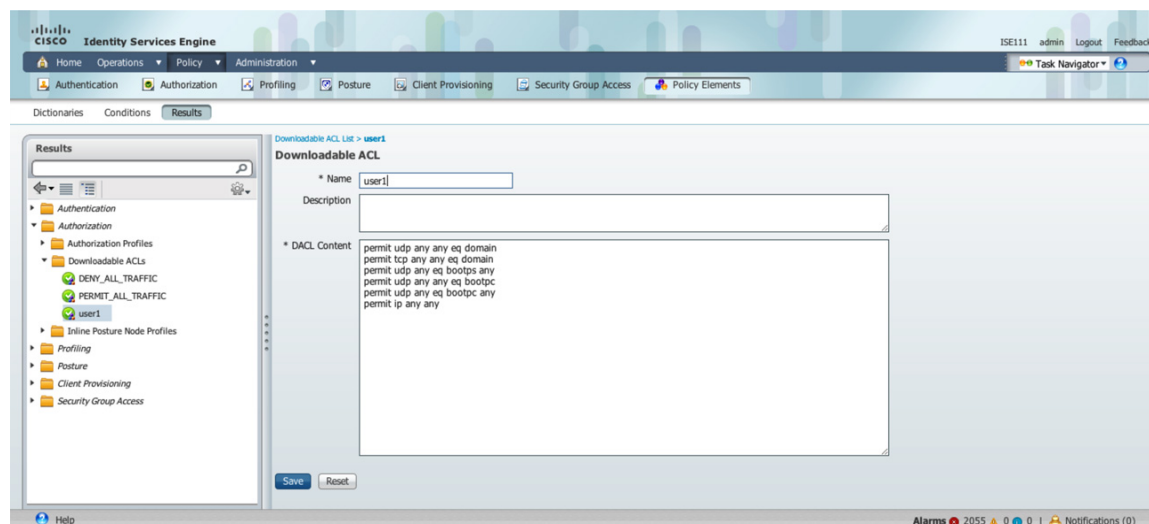 CISCO Identity Services Engine
ISE111 admin Logout Feedback
Home Operations Policy Administration
Task Navigator
Authentication Authorization Profiling Posture Client Provisioning Security Group Access Policy Elements
Dictionaries Conditions Results
Results
Authentication
Authorization
Authorization Profiles
Downloadable ACLs
DENY_ALL_TRAFFIC
PERMIT_ALL_TRAFFIC
user1
Inline Posture Node Profiles
Profiling
Posture
Client Provisioning
Security Group Access
Downloadable ACL List > user1
Downloadable ACL
* Name user1
Description
* DACL Content
permit udp any any eq domain
permit tcp any any eq domain
permit udp any eq bootps any
permit udp any any eq bootpc
permit udp any eq bootpc any
permit ip any any
Save Reset
Help
Alarms 2055 0 0 | Notifications (0)